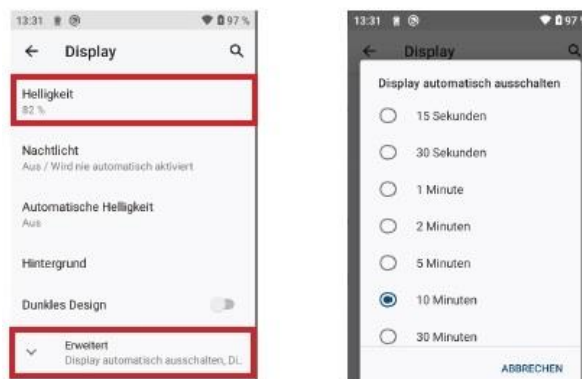 13:31
97 %
Display
Helligkeit
82 %
Nachtlicht
Aus / Wird nie automatisch aktiviert
Automatische Helligkeit
Aus
Hintergrund
Dunkles Design
Erweitert
Display automatisch ausschalten, Di..
13:31
97
Display
Display automatisch ausschalten
15 Sekunden
30 Sekunden
1 Minute
2 Minuten
5 Minuten
10 Minuten
30 Minuten
ABBRECHEN